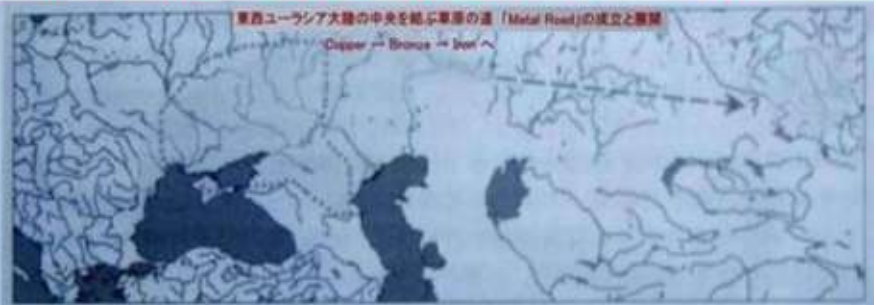 東西ユーラシア大陸の中央を結ぶ草原の道 「Metal Road」の成立と展開
Copper → Bronze → Iron へ
?